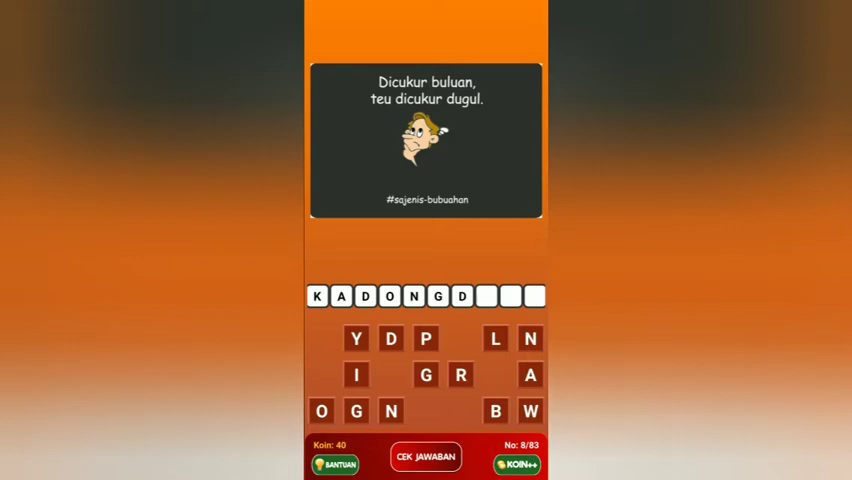 Dicukur buluan,
teu dicukur dugul.
#sajenis-bubuahan
K A D O N G D
Y D P L N
I G R A
O G N B W
Koin: 40
No: 8/83
BANTUAN
CEK JAWABAN
KOIN++